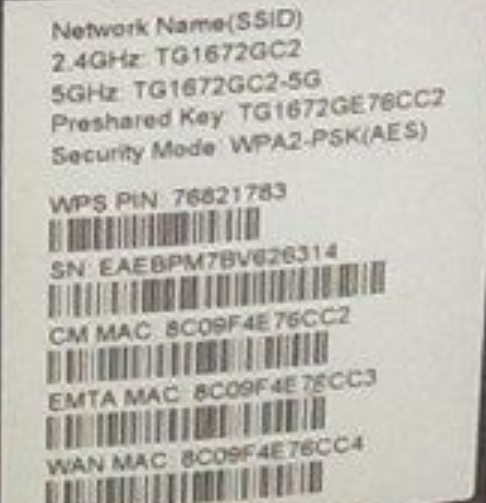 Network Name(SSID)
2.4GHz: TG1672GC2
5GHz: TG1672GC2-5G
Preshared Key: TG1672GE76CC2
Security Mode: WPA2-PSK(AES)
WPS PIN: 76821783
SN: EAEBPM7BV626314
CM MAC: 8C09F4E76CC2
EMTA MAC: 8C09F4E76CC3
WAN MAC: 8C09F4E76CC4